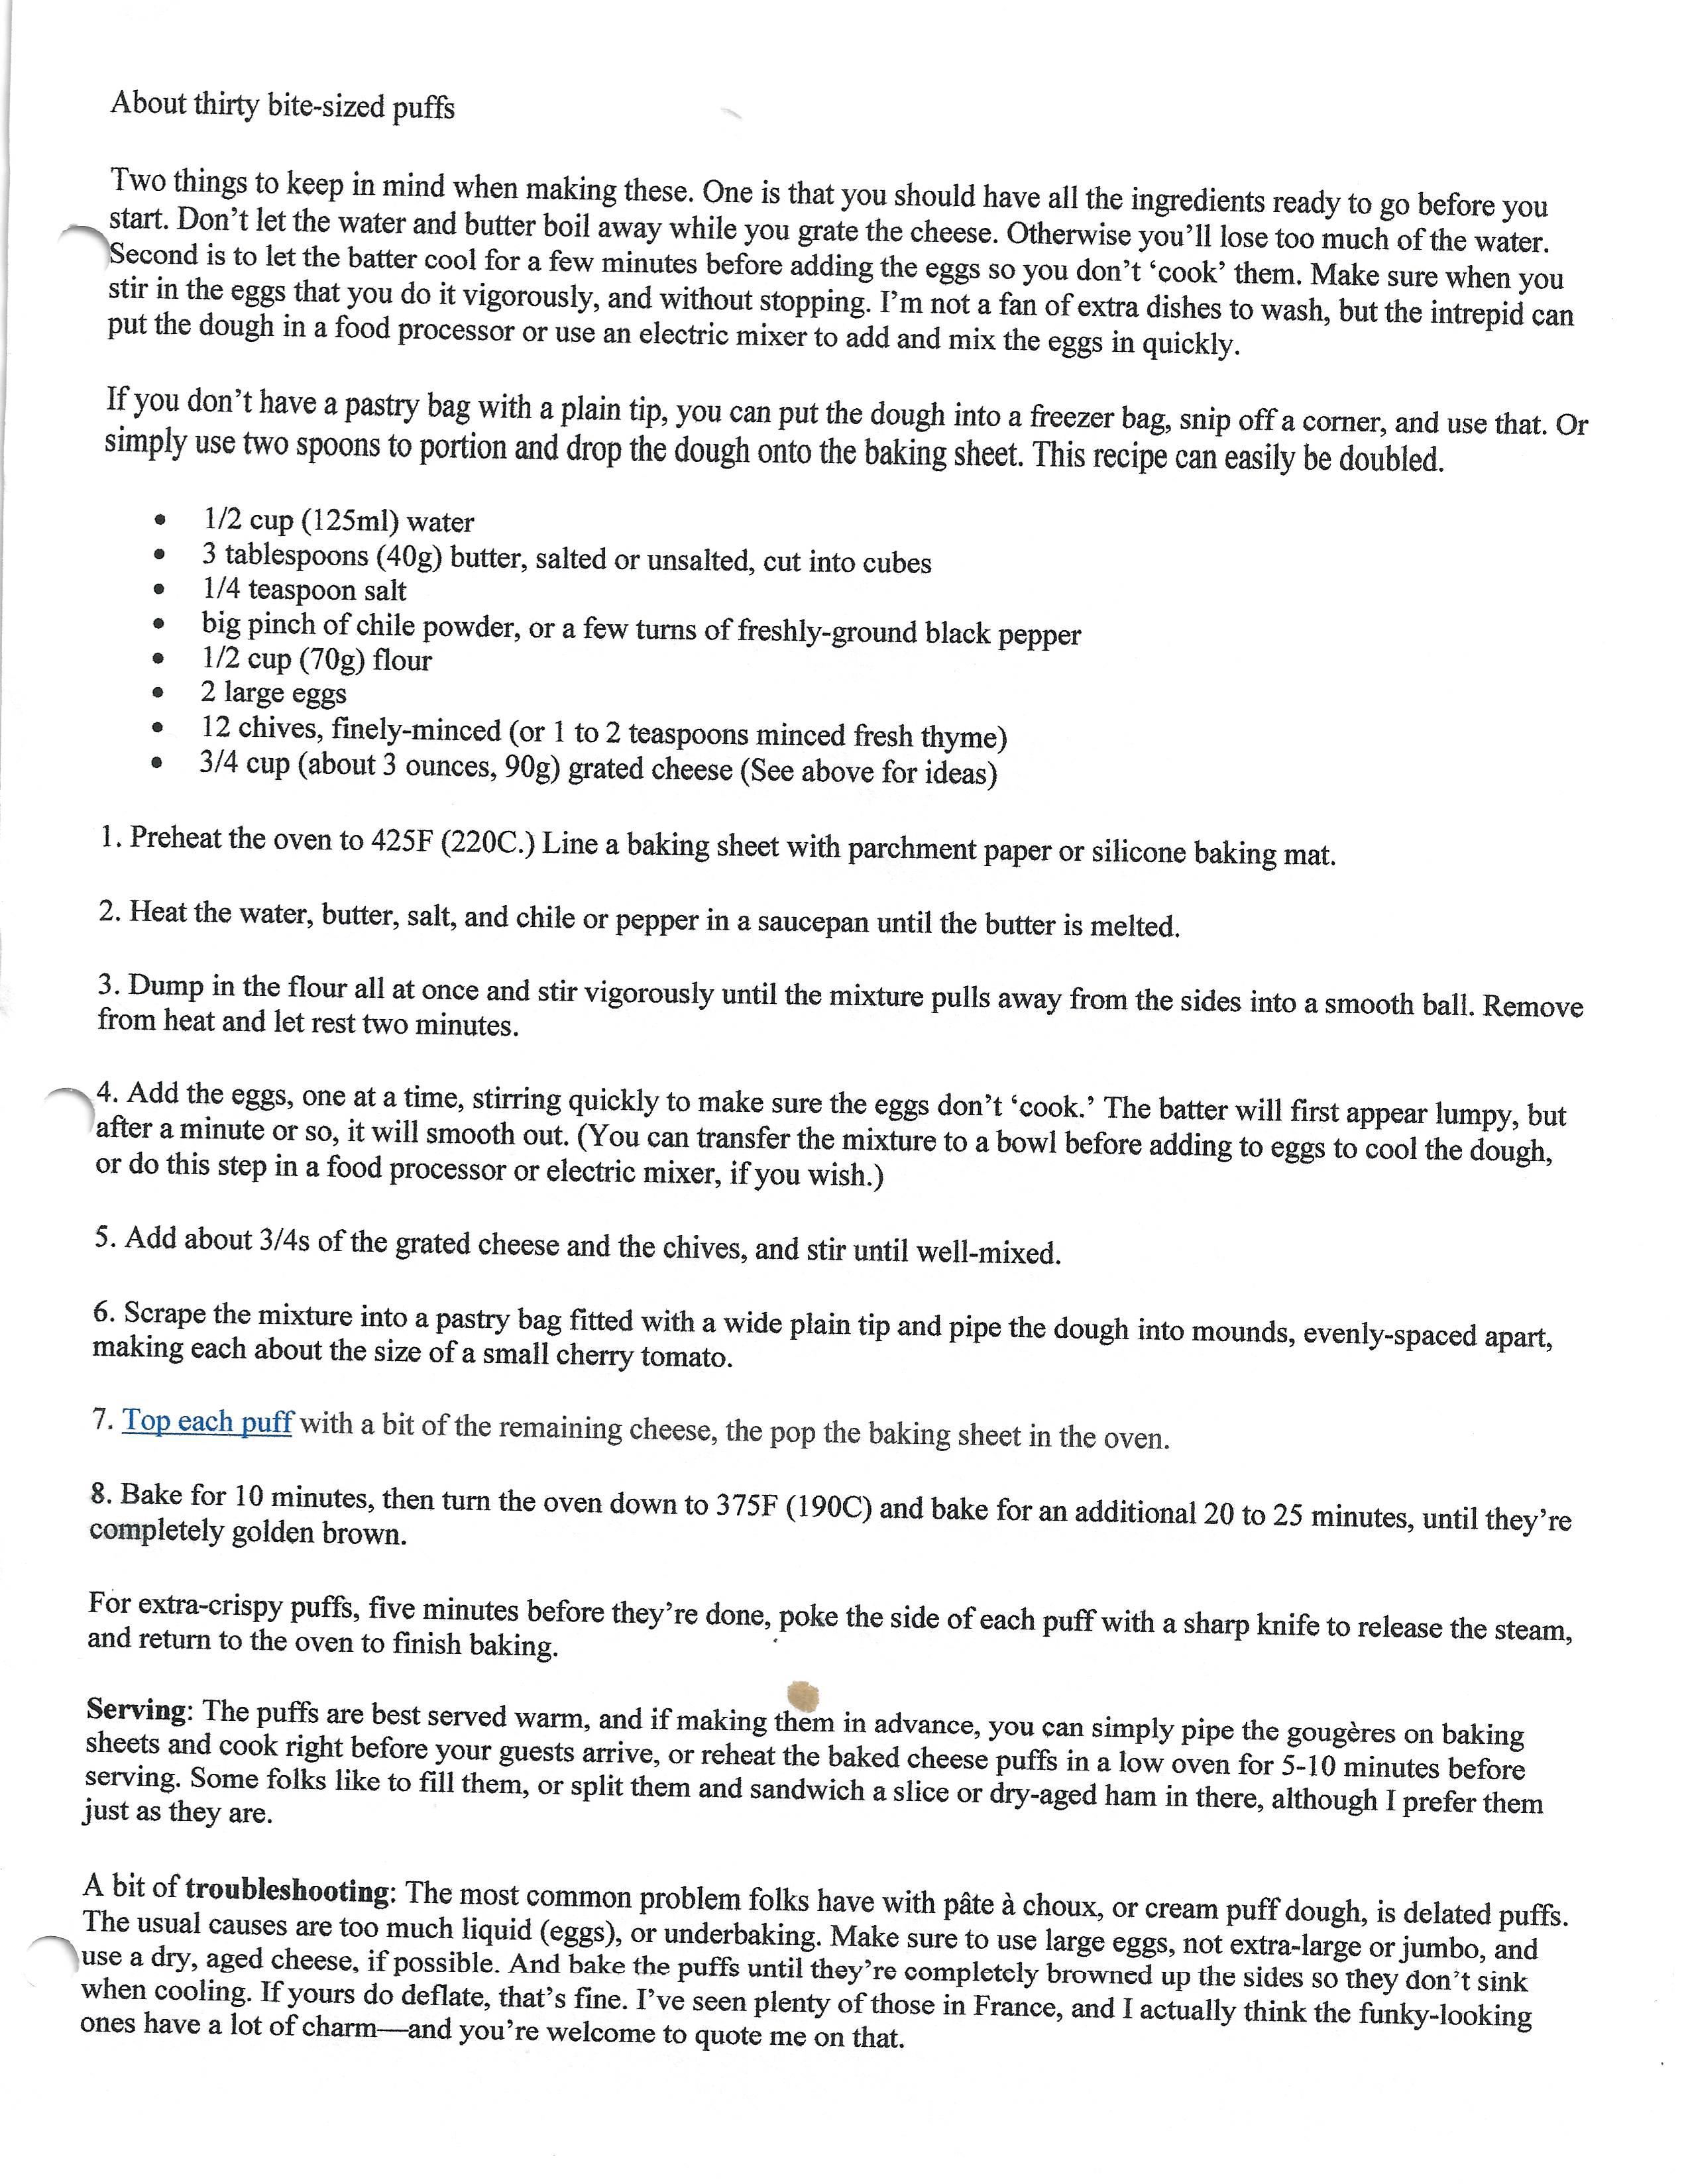 About thirty bite-sized puffs
Two things to keep in mind when making these. One is that you should have all the ingredients ready to go before you
start. Don't let the water and butter boil away while you grate the cheese. Otherwise you'll lose too much of the water.
Second is to let the batter cool for a few minutes before adding the eggs so you don't ‘cook’ them. Make sure when you
stir in the eggs that you do it vigorously, and without stopping. I'm not a fan of extra dishes to wash, but the intrepid can
put the dough in a food processor or use an electric mixer to add and mix the eggs in quickly.
If you don't have a pastry bag with a plain tip, you can put the dough into a freezer bag, snip off a corner, and use that. Or
simply use two spoons to portion and drop the dough onto the baking sheet. This recipe can easily be doubled.
• 1/2 cup (125ml) water
• 3 tablespoons (40g) butter, salted or unsalted, cut into cubes
• 1/4 teaspoon salt
• big pinch of chile powder, or a few turns of freshly-ground black pepper
• 1/2 cup (70g) flour
• 2 large eggs
• 12 chives, finely-minced (or 1 to 2 teaspoons minced fresh thyme)
• 3/4 cup (about 3 ounces, 90g) grated cheese (See above for ideas)
1. Preheat the oven to 425F (220C.) Line a baking sheet with parchment paper or silicone baking mat.
2. Heat the water, butter, salt, and chile or pepper in a saucepan until the butter is melted.
3. Dump in the flour all at once and stir vigorously until the mixture pulls away from the sides into a smooth ball. Remove
from heat and let rest two minutes.
4. Add the eggs, one at a time, stirring quickly to make sure the eggs don't ‘cook.’ The batter will first appear lumpy, but
after a minute or so, it will smooth out. (You can transfer the mixture to a bowl before adding to eggs to cool the dough,
or do this step in a food processor or electric mixer, if you wish.)
5. Add about 3/4s of the grated cheese and the chives, and stir until well-mixed.
6. Scrape the mixture into a pastry bag fitted with a wide plain tip and pipe the dough into mounds, evenly-spaced apart,
making each about the size of a small cherry tomato.
7. Top each puff with a bit of the remaining cheese, the pop the baking sheet in the oven.
8. Bake for 10 minutes, then turn the oven down to 375F (190C) and bake for an additional 20 to 25 minutes, until they're
completely golden brown.
For extra-crispy puffs, five minutes before they're done, poke the side of each puff with a sharp knife to release the steam,
and return to the oven to finish baking.
Serving: The puffs are best served warm, and if making them in advance, you can simply pipe the gougères on baking
sheets and cook right before your guests arrive, or reheat the baked cheese puffs in a low oven for 5-10 minutes before
serving. Some folks like to fill them, or split them and sandwich a slice or dry-aged ham in there, although I prefer them
just as they are.
A bit of troubleshooting: The most common problem folks have with pâte à choux, or cream puff dough, is delated puffs.
The usual causes are too much liquid (eggs), or underbaking. Make sure to use large eggs, not extra-large or jumbo, and
use a dry, aged cheese, if possible. And bake the puffs until they're completely browned up the sides so they don't sink
when cooling. If yours do deflate, that's fine. I've seen plenty of those in France, and I actually think the funky-looking
ones have a lot of charm—and you're welcome to quote me on that.